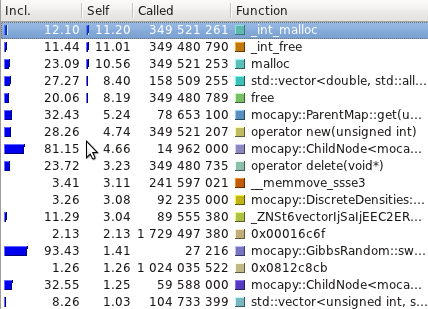 Incl. Self Called Function
12.10 11.20 349 521 261 _int_malloc
11.44 11.01 349 480 790 _int_free
23.09 10.56 349 521 253 malloc
27.27 8.40 158 509 255 std::vector<double, std::all...
20.06 8.19 349 480 789 free
32.43 5.24 78 653 100 mocapy::ParentMap::get(u...
28.26 4.74 349 521 207 operator new(unsigned int)
81.15 4.66 14 962 000 mocapy::ChildNode<moca...
23.72 3.23 349 480 735 operator delete(void*)
3.41 3.11 241 597 021 __memmove_ssse3
3.26 3.08 92 235 000 mocapy::DiscreteDensities:...
11.29 3.04 89 555 380 _ZNSt6vectorIjSaIjEEC2ER...
2.13 2.13 1 729 497 380 0x00016c6f
93.43 1.41 27 216 mocapy::GibbsRandom::sw...
1.26 1.26 1 024 035 522 0x0812c8cb
32.55 1.25 59 588 000 mocapy::ChildNode<moca...
8.26 1.03 104 733 399 std::vector<unsigned int, s...